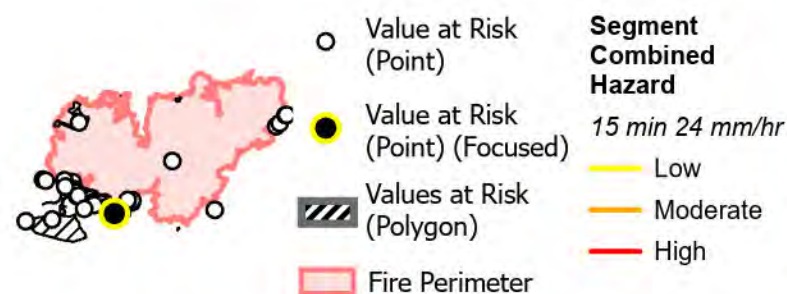 Value at Risk
(Point)
Value at Risk
(Point) (Focused)
Values at Risk
(Polygon)
Fire Perimeter
Segment
Combined
Hazard
15 min 24 mm/hr
Low
Moderate
High